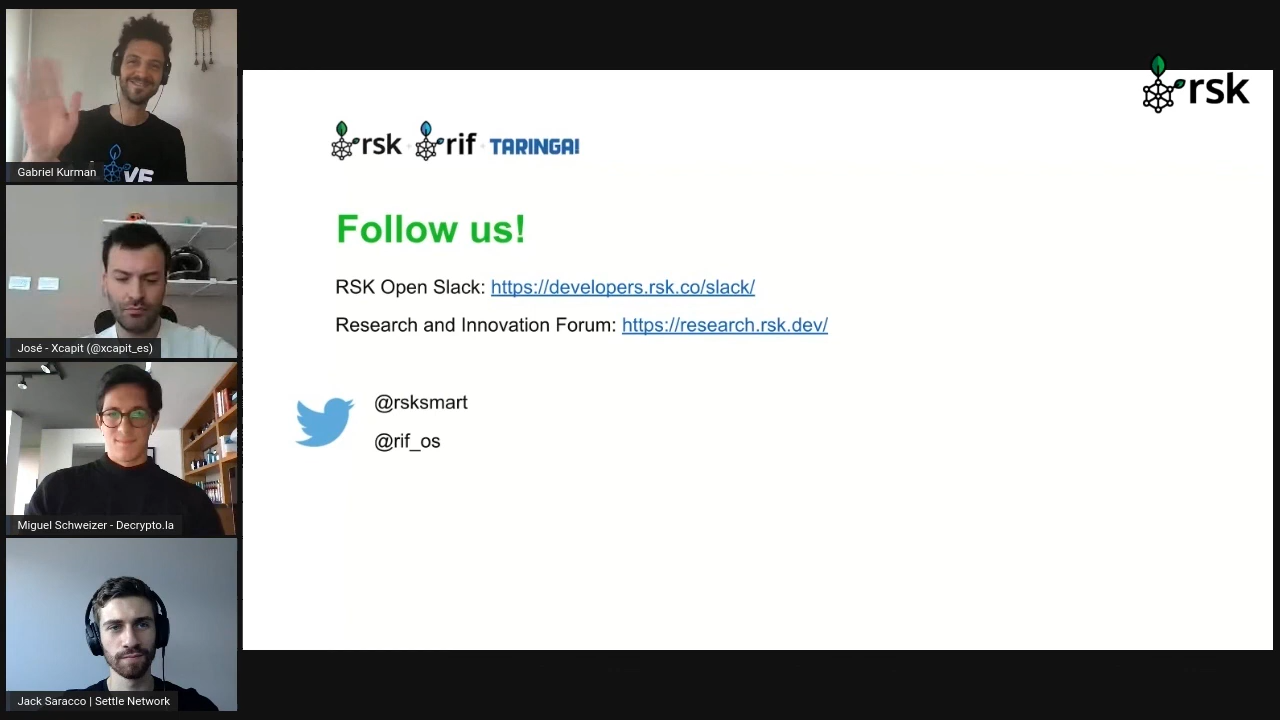 Gabriel Kurman
VE
José - Xcapit (@xcapit_es)
Miguel Schweizer - Decrypto.la
Jack Saracco | Settle Network
rsk
rsk rif TARINGA!
Follow us!
RSK Open Slack: https://developers.rsk.co/slack/
Research and Innovation Forum: https://research.rsk.dev/
@rsksmart
@rif_os